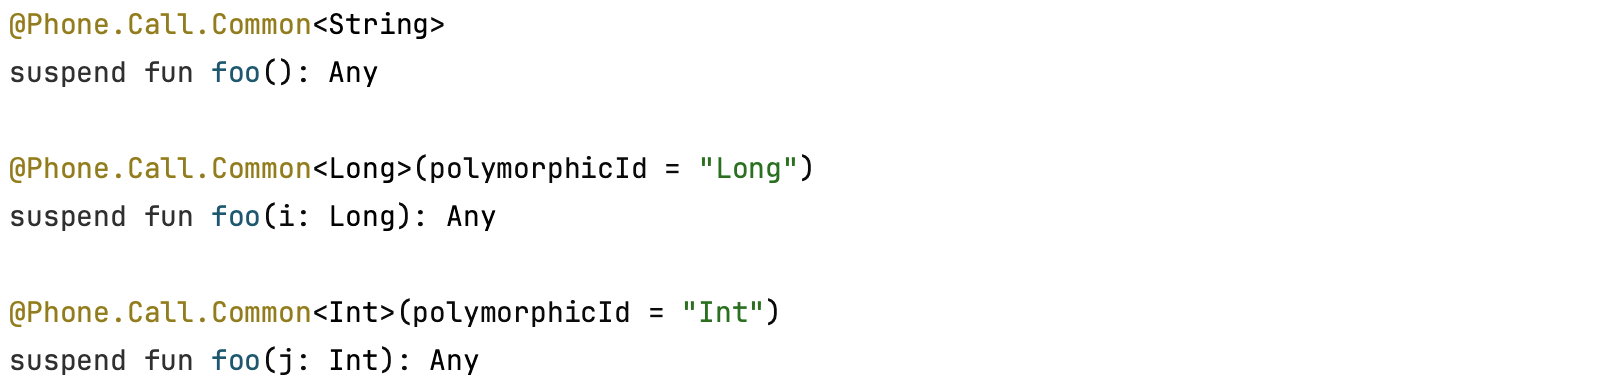 @Phone.Call.Common<String>
suspend fun foo(): Any
@Phone.Call.Common<Long>(polymorphicId = "Long")
suspend fun foo(i: Long): Any
@Phone.Call.Common<Int>(polymorphicId = "Int")
suspend fun foo(j: Int): Any